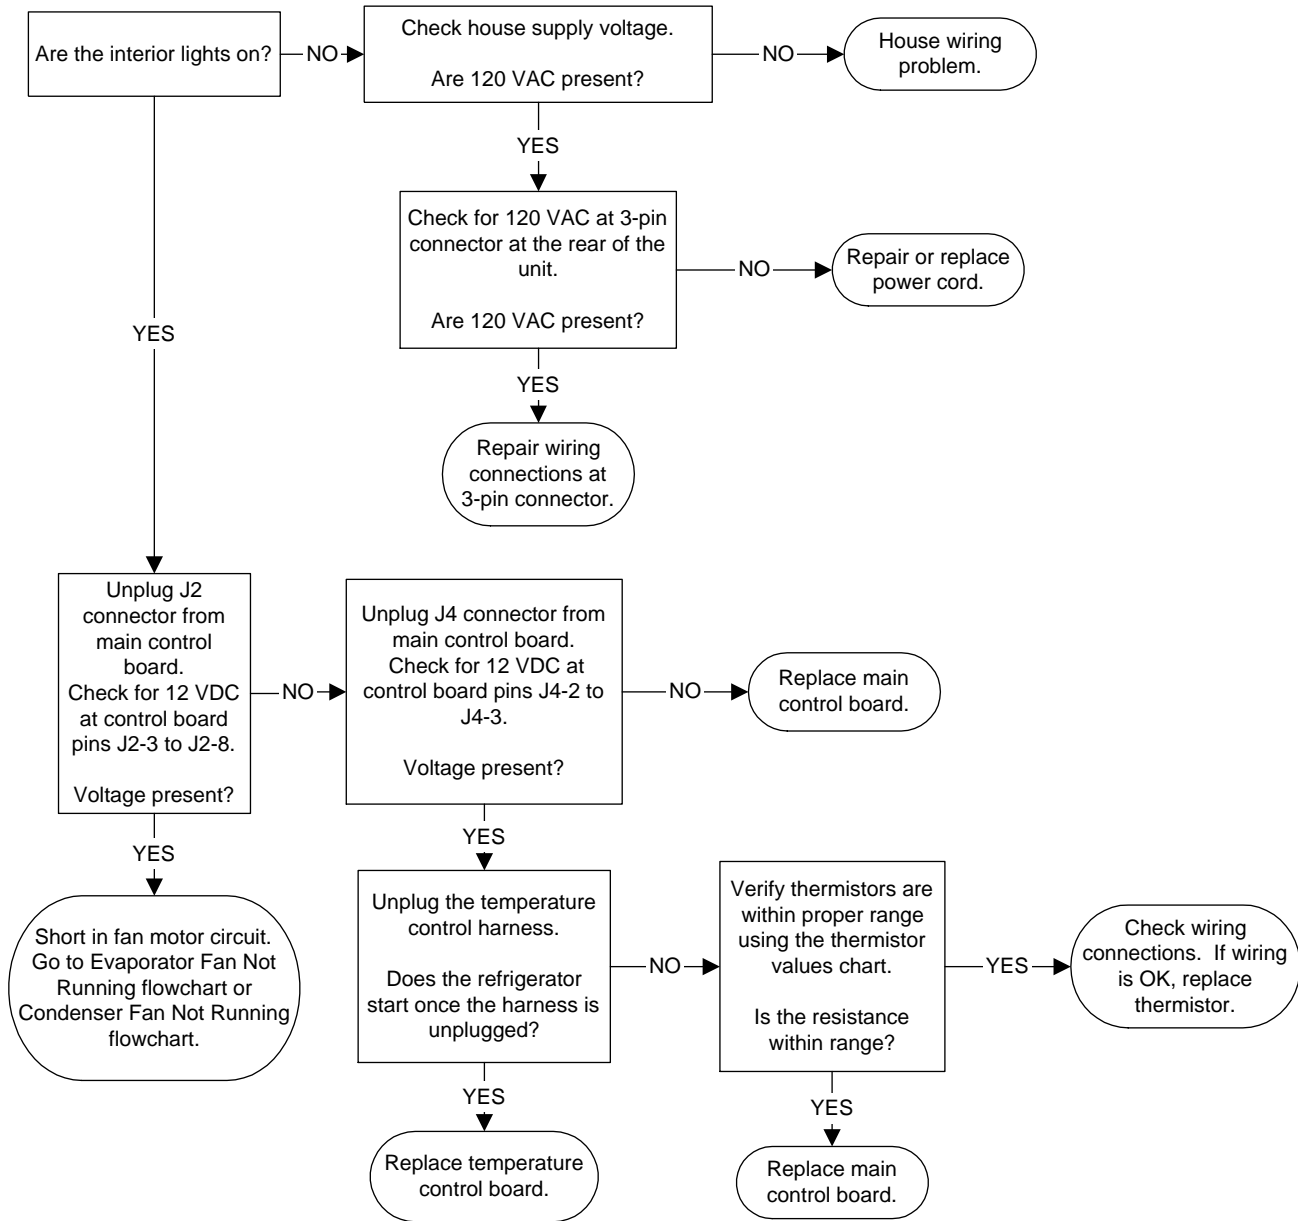 Are the interior lights on?
NO
Check house supply voltage.
Are 120 VAC present?
NO
House wiring
problem.
YES
YES
Check for 120 VAC at 3-pin
connector at the rear of the
unit.
Are 120 VAC present?
NO
Repair or replace
power cord.
YES
Repair wiring
connections at
3-pin connector.
Unplug J2
connector from
main control
board.
Check for 12 VDC
at control board
pins J2-3 to J2-8.
Voltage present?
NO
Unplug J4 connector from
main control board.
Check for 12 VDC at
control board pins J4-2 to
J4-3.
Voltage present?
NO
Replace main
control board.
YES
Short in fan motor circuit.
Go to Evaporator Fan Not
Running flowchart or
Condenser Fan Not Running
flowchart.
YES
Unplug the temperature
control harness.
Does the refrigerator
start once the harness is
unplugged?
NO
Verify thermistors are
within proper range
using the thermistor
values chart.
Is the resistance
within range?
YES
Check wiring
connections.  If wiring
is OK, replace
thermistor.
YES
Replace temperature
control board.
YES
Replace main
control board.